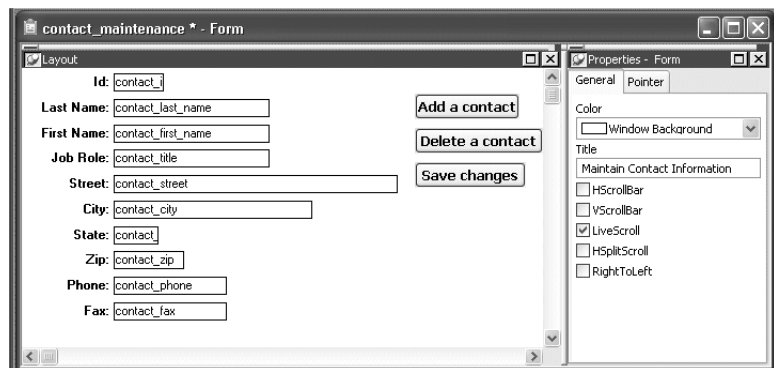 contact_maintenance * - Form
Layout
Id: contact_i
Last Name: contact_last_name
First Name: contact_first_name
Job Role: contact_title
Street: contact_street
City: contact_city
State: contact_
Zip: contact_zip
Phone: contact_phone
Fax: contact_fax
Add a contact
Delete a contact
Save changes
Properties - Form
General Pointer
Color
Window Background
Title
Maintain Contact Information
HScrollBar
VScrollBar
LiveScroll
HSplitScroll
RightToLeft